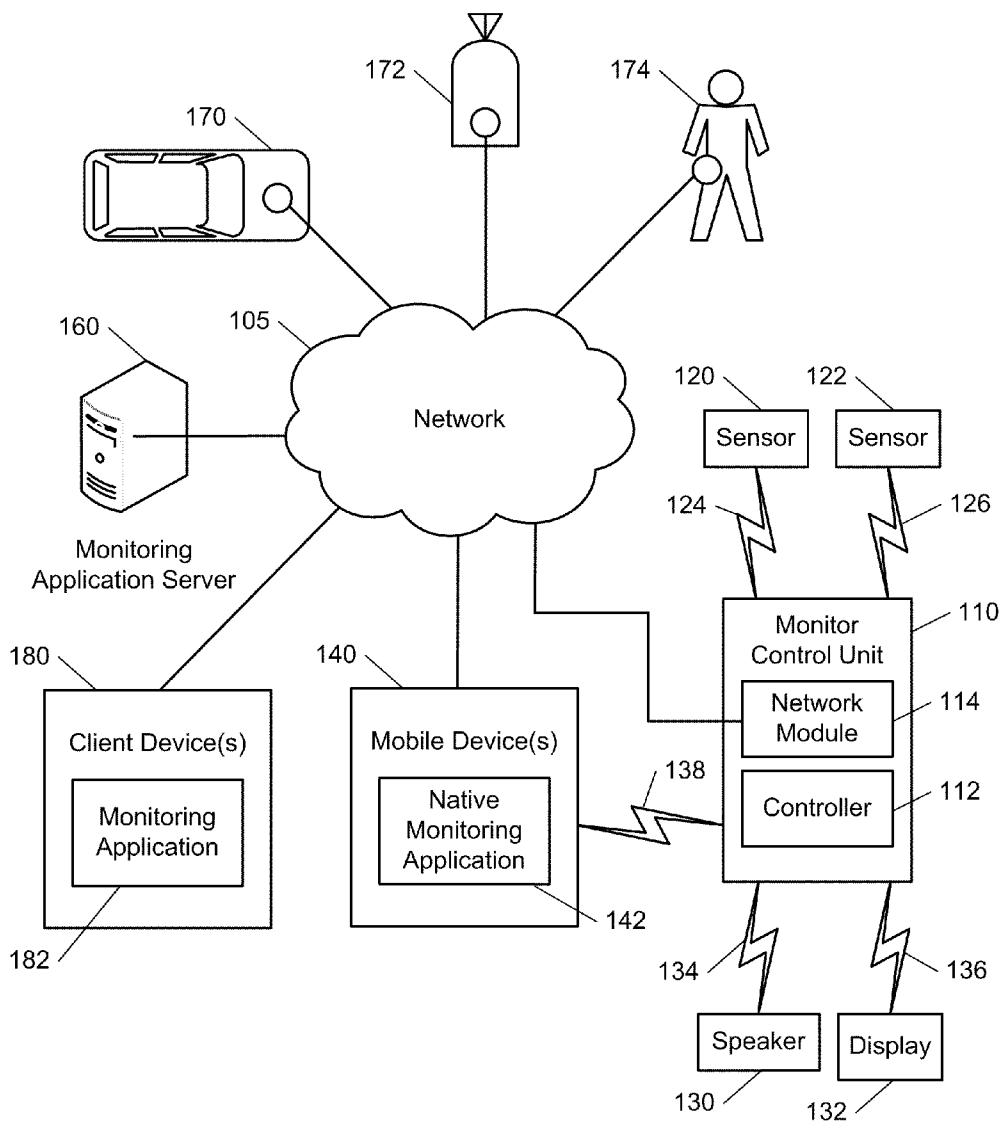 172
174
170
105
160
Network
120
122
Sensor
Sensor
124
126
Monitoring
Application Server
110
Monitor
Control Unit
180
140
114
Network
Module
Client Device(s)
Mobile Device(s)
138
112
Controller
Monitoring
Application
Native
Monitoring
Application
182
142
134
136
Speaker
Display
130
132